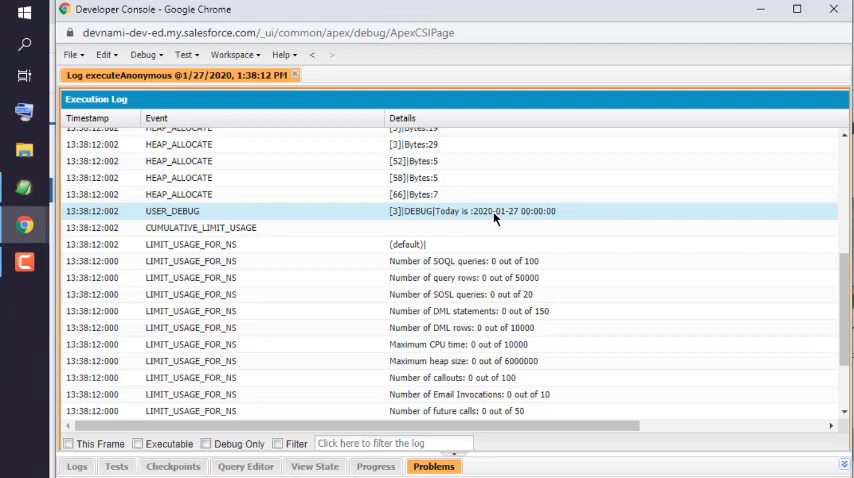 Developer Console - Google Chrome
devnami-dev-ed.my.salesforce.com/_ui/common/apex/debug/ApexCSIPage
File Edit Debug Test Workspace Help < >
Log executeAnonymous @1/27/2020, 1:38:12 PM
Execution Log
Timestamp Event Details
13:38:12:002 HEAP_ALLOCATE [3]|Bytes:19
13:38:12:002 HEAP_ALLOCATE [3]|Bytes:29
13:38:12:002 HEAP_ALLOCATE [52]|Bytes:5
13:38:12:002 HEAP_ALLOCATE [58]|Bytes:5
13:38:12:002 HEAP_ALLOCATE [66]|Bytes:7
13:38:12:002 USER_DEBUG [3]|DEBUG|Today is :2020-01-27 00:00:00
13:38:12:002 CUMULATIVE_LIMIT_USAGE
13:38:12:002 LIMIT_USAGE_FOR_NS (default)|
13:38:12:000 LIMIT_USAGE_FOR_NS Number of SOQL queries: 0 out of 100
13:38:12:000 LIMIT_USAGE_FOR_NS Number of query rows: 0 out of 50000
13:38:12:000 LIMIT_USAGE_FOR_NS Number of SOSL queries: 0 out of 20
13:38:12:000 LIMIT_USAGE_FOR_NS Number of DML statements: 0 out of 150
13:38:12:000 LIMIT_USAGE_FOR_NS Number of DML rows: 0 out of 10000
13:38:12:000 LIMIT_USAGE_FOR_NS Maximum CPU time: 0 out of 10000
13:38:12:000 LIMIT_USAGE_FOR_NS Maximum heap size: 0 out of 6000000
13:38:12:000 LIMIT_USAGE_FOR_NS Number of callouts: 0 out of 100
13:38:12:000 LIMIT_USAGE_FOR_NS Number of Email Invocations: 0 out of 10
13:38:12:000 LIMIT_USAGE_FOR_NS Number of future calls: 0 out of 50
This Frame Executable Debug Only Filter Click here to filter the log
Logs Tests Checkpoints Query Editor View State Progress Problems